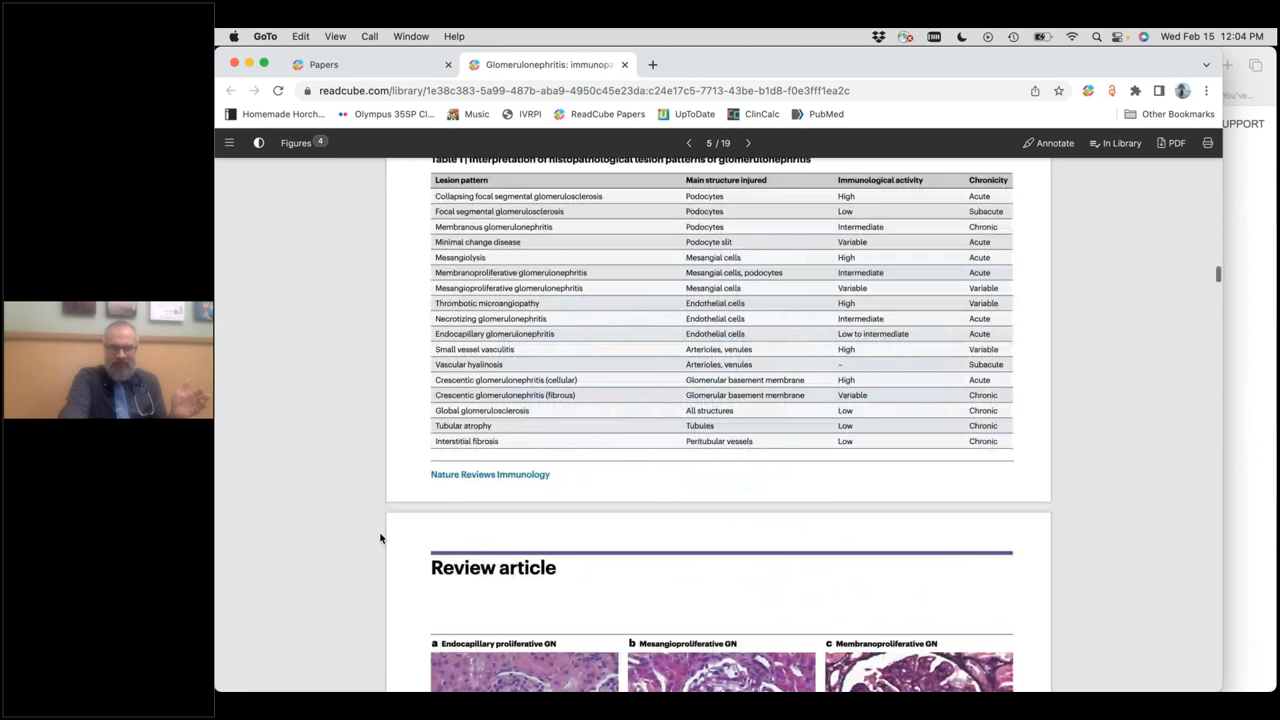 GoTo Edit View Call Window Help Wed Feb 15 12:04 PM
Papers Glomerulonephritis: immunopa
readcube.com/library/1e38c383-5a99-487b-aba9-4950c45e23da:c24e17c5-7713-43be-b1d8-f0e3fff1ea2c You've...
Homemade Horch... Olympus 35SP Cl... Music IVRPI ReadCube Papers UpToDate ClinCalc PubMed Other Bookmarks UPPORT
Figures 4 5 / 19 Annotate In Library PDF
Table 1 | Interpretation of histopathological lesion patterns of glomerulonephritis
Lesion pattern Main structure injured Immunological activity Chronicity
Collapsing focal segmental glomerulosclerosis Podocytes High Acute
Focal segmental glomerulosclerosis Podocytes Low Subacute
Membranous glomerulonephritis Podocytes Intermediate Chronic
Minimal change disease Podocyte slit Variable Acute
Mesangiolysis Mesangial cells High Acute
Membranoproliferative glomerulonephritis Mesangial cells, podocytes Intermediate Acute
Mesangioproliferative glomerulonephritis Mesangial cells Variable Variable
Thrombotic microangiopathy Endothelial cells High Variable
Necrotizing glomerulonephritis Endothelial cells Intermediate Acute
Endocapillary glomerulonephritis Endothelial cells Low to intermediate Acute
Small vessel vasculitis Arterioles, venules High Variable
Vascular hyalinosis Arterioles, venules – Subacute
Crescentic glomerulonephritis (cellular) Glomerular basement membrane High Acute
Crescentic glomerulonephritis (fibrous) Glomerular basement membrane Variable Chronic
Global glomerulosclerosis All structures Low Chronic
Tubular atrophy Tubules Low Chronic
Interstitial fibrosis Peritubular vessels Low Chronic
Nature Reviews Immunology
Review article
a Endocapillary proliferative GN b Mesangioproliferative GN c Membranoproliferative GN